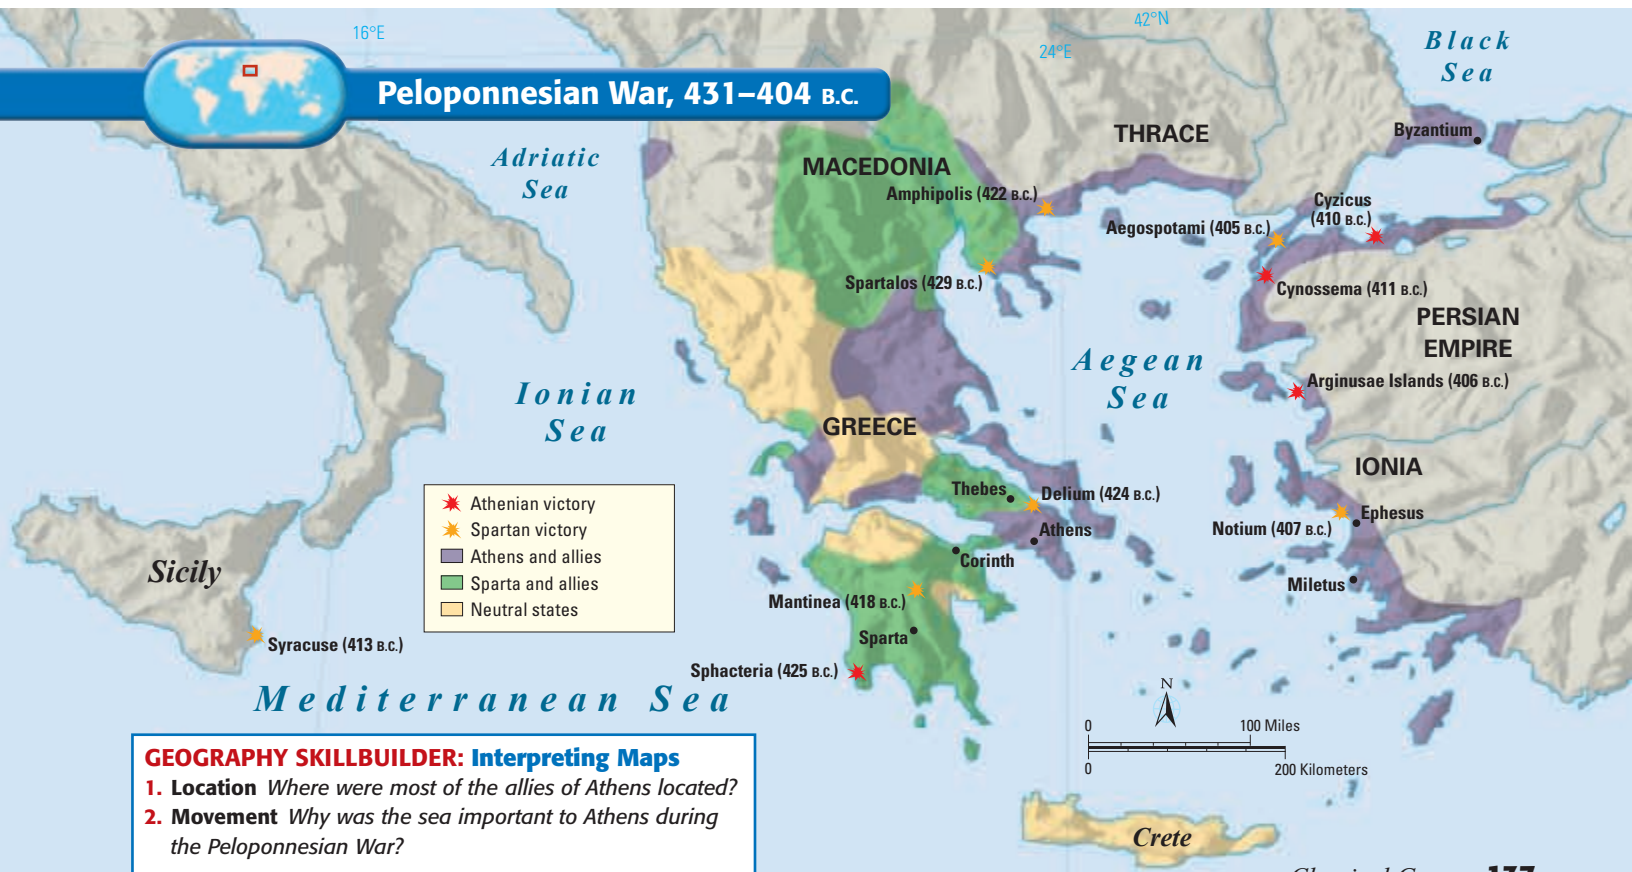 16°E
42°N
24°E
Black
Sea
Peloponnesian War, 431–404 B.C.
THRACE
Byzantium
Adriatic
Sea
MACEDONIA
Amphipolis (422 B.C.)
Cyzicus
(410 B.C.)
Aegospotami (405 B.C.)
Spartalos (429 B.C.)
Cynossema (411 B.C.)
PERSIAN
EMPIRE
Aegean
Sea
Arginusae Islands (406 B.C.)
Ionian
Sea
GREECE
IONIA
Athenian victory
Spartan victory
Athens and allies
Sparta and allies
Neutral states
Thebes
Delium (424 B.C.)
Ephesus
Notium (407 B.C.)
Athens
Corinth
Sicily
Miletus
Mantinea (418 B.C.)
Sparta
Syracuse (413 B.C.)
Sphacteria (425 B.C.)
Mediterranean Sea
N
0 100 Miles
0 200 Kilometers
GEOGRAPHY SKILLBUILDER: Interpreting Maps
1. Location Where were most of the allies of Athens located?
2. Movement Why was the sea important to Athens during
the Peloponnesian War?
Crete
137